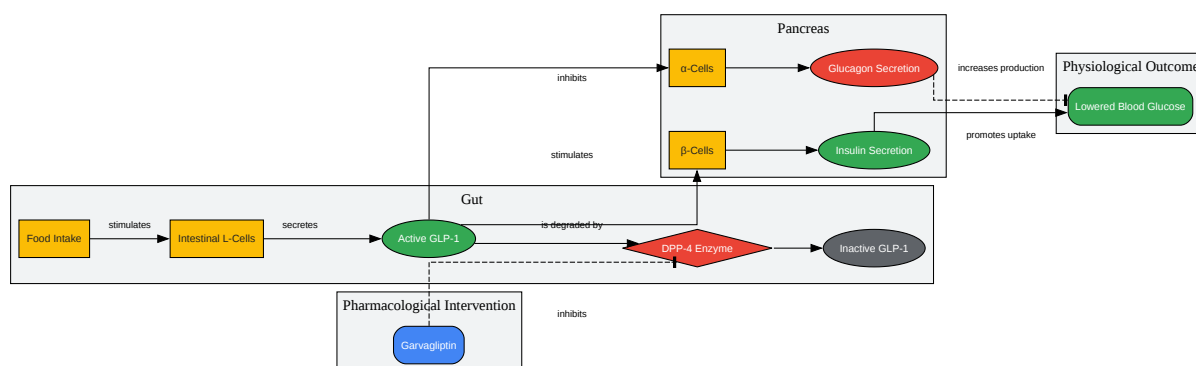 Pancreas
α-Cells
Glucagon Secretion
inhibits
increases production
Physiological Outcome
Lowered Blood Glucose
β-Cells
Insulin Secretion
stimulates
promotes uptake
Gut
Food Intake
stimulates
Intestinal L-Cells
secretes
Active GLP-1
is degraded by
DPP-4 Enzyme
Inactive GLP-1
Pharmacological Intervention
inhibits
Garvagliptin